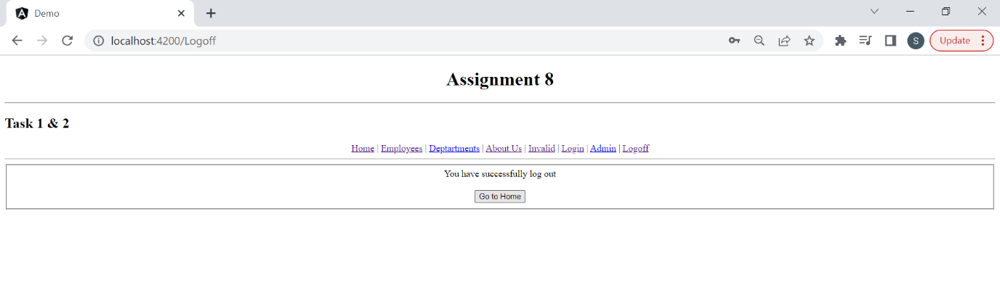 Demo
localhost:4200/Logoff
S
Update
Assignment 8
Task 1 & 2
Home | Employees | Deptartments | About Us | Invalid | Login | Admin | Logoff
You have successfully log out
Go to Home